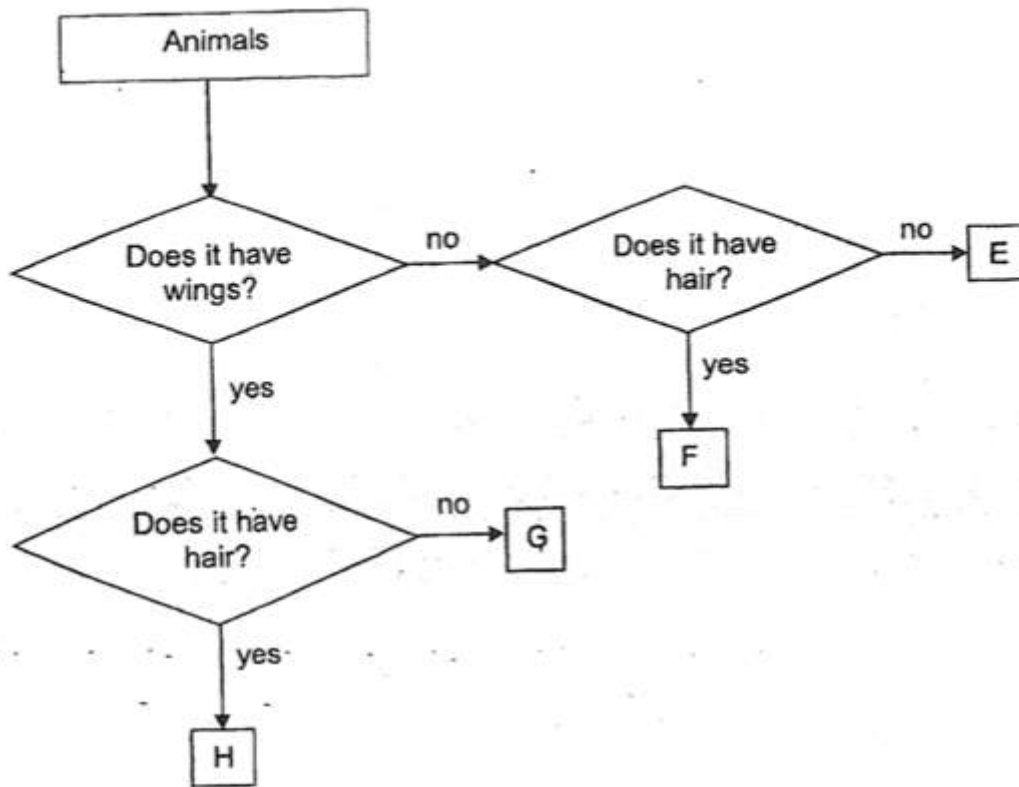 Animals
Does it have
wings?
no
Does it have
hair?
no
E
yes
yes
F
Does it have
hair?
no
G
yes
H